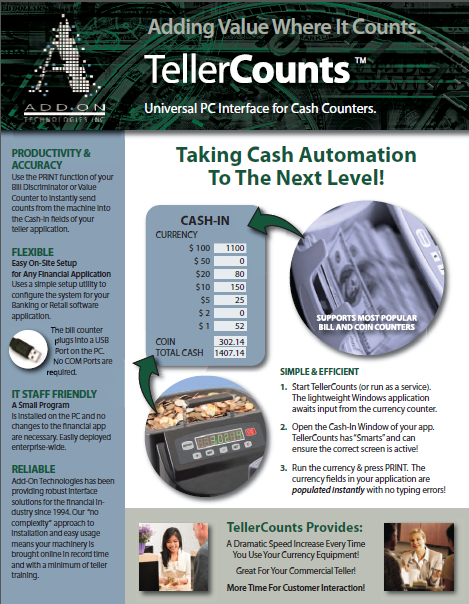 Adding Value Where It Counts.
TellerCounts™
Universal PC Interface for Cash Counters.
ADD-ON
TECHNOLOGIES INC
PRODUCTIVITY &
ACCURACY
Use the PRINT function of your
Bill Discriminator or Value
Counter to instantly send
counts from the machine into
the Cash-In fields of your
teller application.
FLEXIBLE
Easy On-Site Setup
for Any Financial Application
Uses a simple setup utility to
configure the system for your
Banking or Retail software
application.
The bill counter
plugs into a USB
Port on the PC.
No COM Ports are
required.
IT STAFF FRIENDLY
A Small Program
is installed on the PC and no
changes to the financial app
are necessary. Easily deployed
enterprise-wide.
RELIABLE
Add-On Technologies has been
providing robust interface
solutions for the financial in-
dustry since 1994. Our "no
complexity" approach to
installation and easy usage
means your machinery is
brought online in record time
and with a minimum of teller
training.
Taking Cash Automation
To The Next Level!
CASH-IN
CURRENCY
$ 100 1100
$ 50 0
$20 80
$10 150
$5 25
$ 2 0
$ 1 52
COIN 302.14
TOTAL CASH 1407.14
SUPPORTS MOST POPULAR
BILL AND COIN COUNTERS
SIMPLE & EFFICIENT
1. Start TellerCounts (or run as a service).
The lightweight Windows application
awaits input from the currency counter.
2. Open the Cash-In Window of your app.
TellerCounts has "Smarts" and can
ensure the correct screen is active!
3. Run the currency & press PRINT. The
currency fields in your application are
populated instantly with no typing errors!
TellerCounts Provides:
A Dramatic Speed Increase Every Time
You Use Your Currency Equipment!
Great For Your Commercial Teller!
More Time For Customer Interaction!